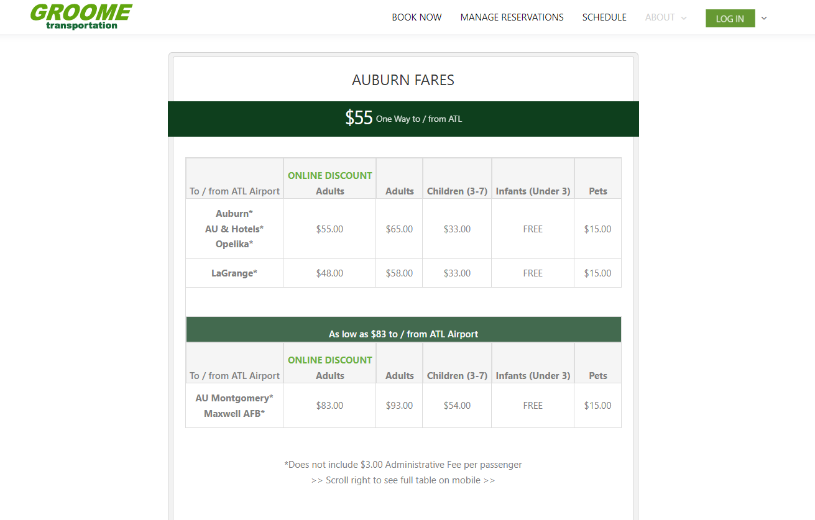 GROOME
transportation
BOOK NOW MANAGE RESERVATIONS SCHEDULE ABOUT LOG IN
AUBURN FARES
$55 One Way to / from ATL
ONLINE DISCOUNT
To / from ATL Airport Adults Adults Children (3-7) Infants (Under 3) Pets
Auburn*
AU & Hotels* $55.00 $65.00 $33.00 FREE $15.00
Opelika*
LaGrange* $48.00 $58.00 $33.00 FREE $15.00
As low as $83 to / from ATL Airport
ONLINE DISCOUNT
To / from ATL Airport Adults Adults Children (3-7) Infants (Under 3) Pets
AU Montgomery*
Maxwell AFB* $83.00 $93.00 $54.00 FREE $15.00
*Does not include $3.00 Administrative Fee per passenger
>> Scroll right to see full table on mobile >>